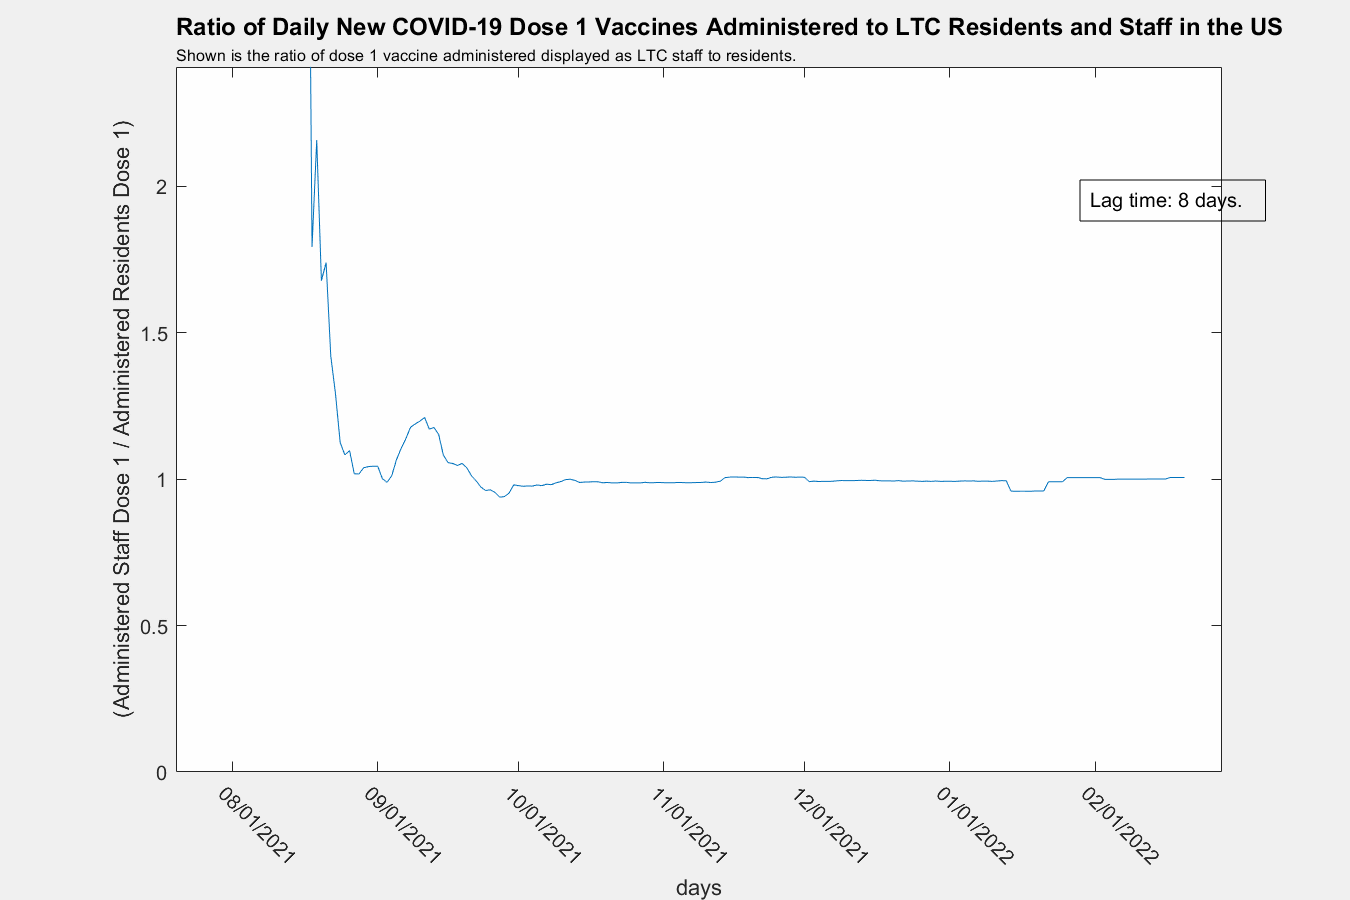 Ratio of Daily New COVID-19 Dose 1 Vaccines Administered to LTC Residents and Staff in the US
Shown is the ratio of dose 1 vaccine administered displayed as LTC staff to residents.
(Administered Staff Dose 1 / Administered Residents Dose 1)
2
1.5
1
0.5
0
Lag time: 8 days.
08/01/2021
09/01/2021
10/01/2021
11/01/2021
12/01/2021
01/01/2022
02/01/2022
days